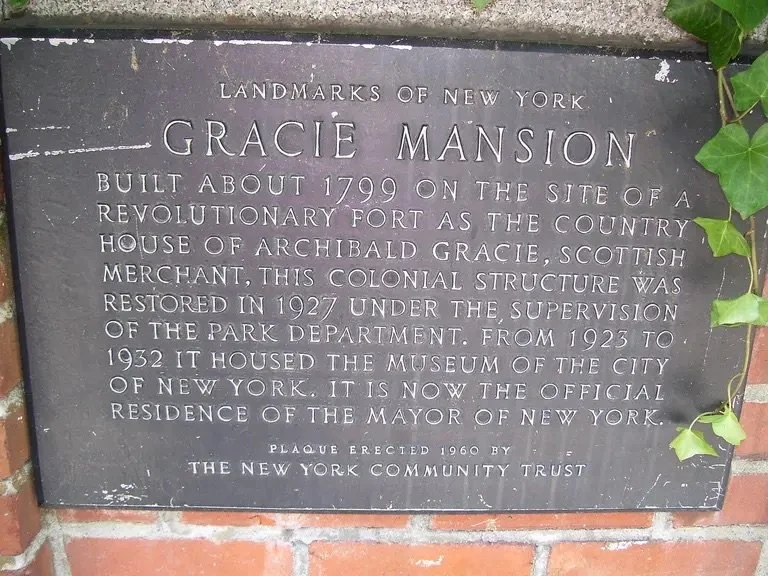 LANDMARKS OF NEW YORK
GRACIE MANSION
BUILT ABOUT 1799 ON THE SITE OF A
REVOLUTIONARY FORT AS THE COUNTRY
HOUSE OF ARCHIBALD GRACIE, SCOTTISH
MERCHANT, THIS COLONIAL STRUCTURE WAS
RESTORED IN 1927 UNDER THE SUPERVISION
OF THE PARK DEPARTMENT. FROM 1923 TO
1932 IT HOUSED THE MUSEUM OF THE CITY
OF NEW YORK. IT IS NOW THE OFFICIAL
RESIDENCE OF THE MAYOR OF NEW YORK.
PLAQUE ERECTED 1960 BY
THE NEW YORK COMMUNITY TRUST